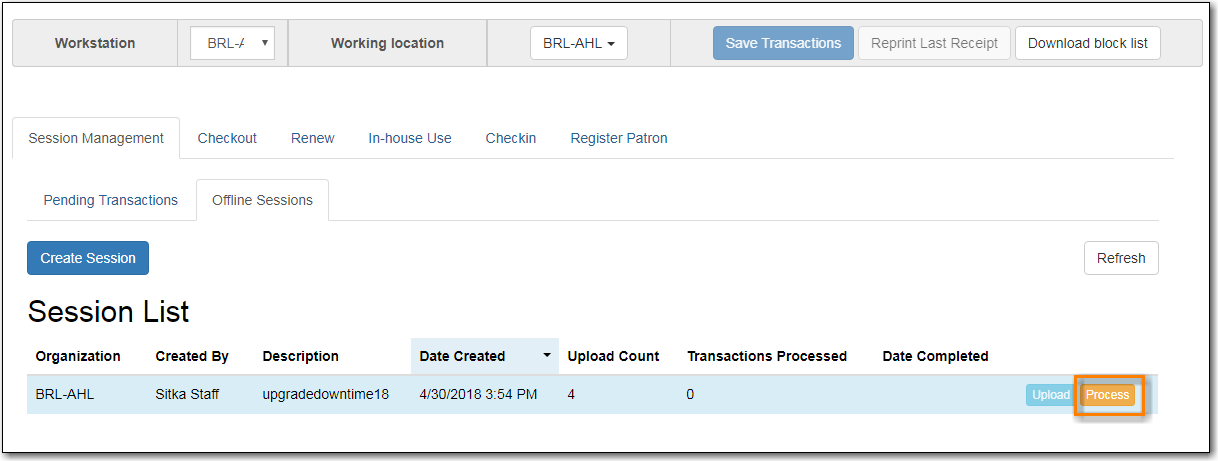 Workstation BRL-A Working location BRL-AHL Save Transactions Reprint Last Receipt Download block list
Session Management Checkout Renew In-house Use Checkin Register Patron
Pending Transactions Offline Sessions
Create Session Refresh
Session List
Organization Created By Description Date Created Upload Count Transactions Processed Date Completed
BRL-AHL Sitka Staff upgradedowntime18 4/30/2018 3:54 PM 4 0 Upload Process